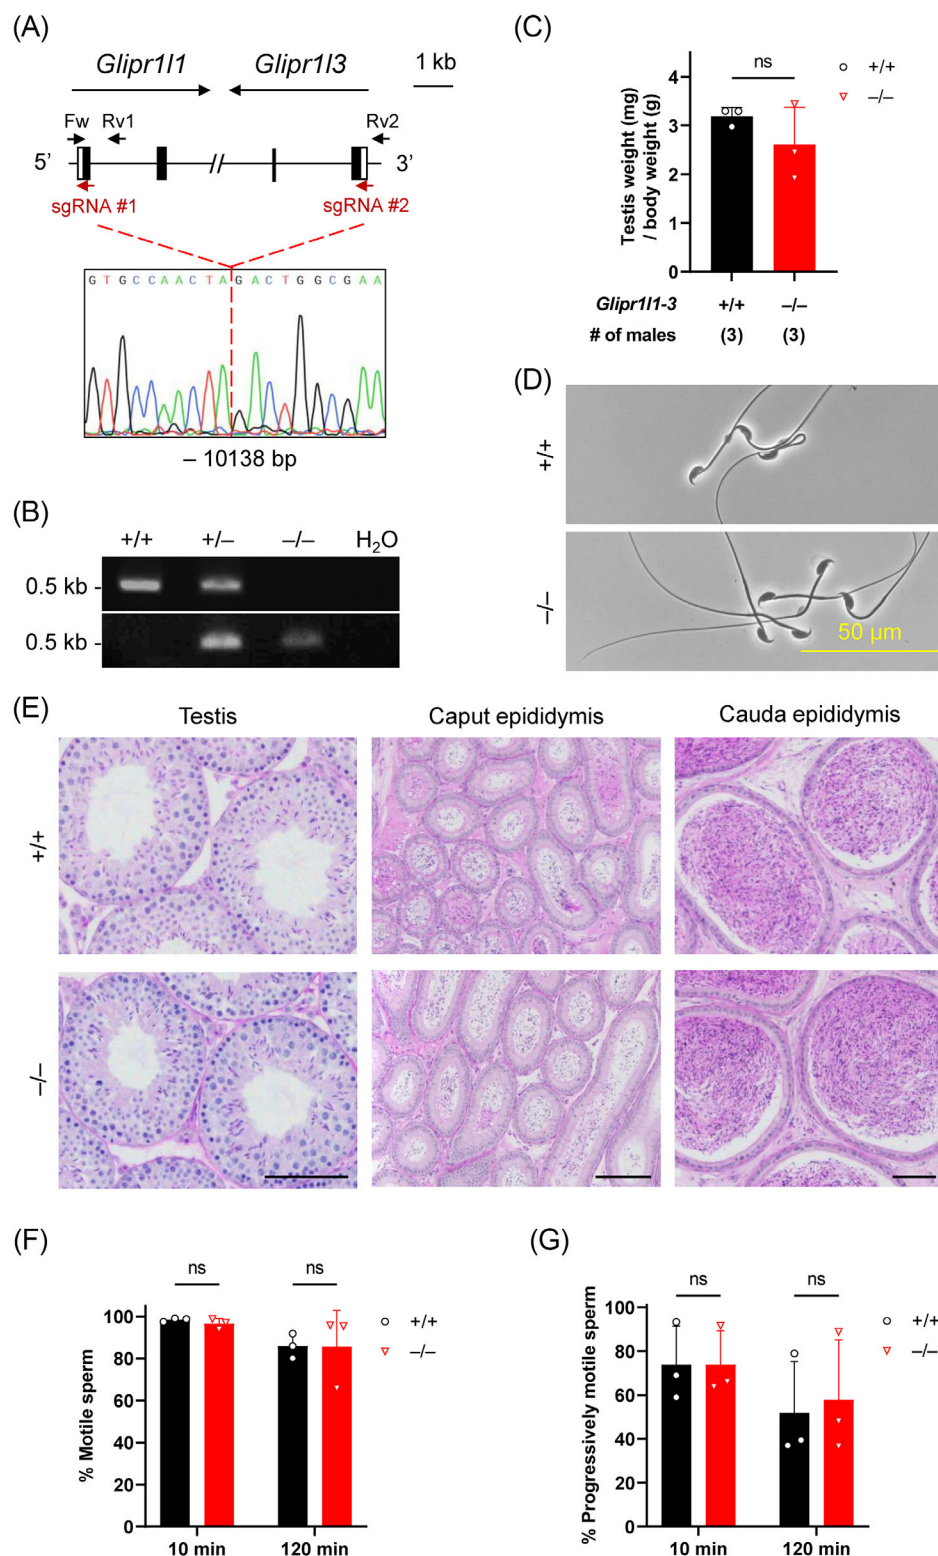 (A)
Glipr1l1
Glipr1l3
1 kb
Fw
Rv1
Rv2
5’
3’
sgRNA #1
sgRNA #2
G T G C C A A C T A G A C T G G C G A A
– 10138 bp
(B)
+/+
+/–
–/–
H2O
0.5 kb -
0.5 kb -
(C)
ns
+/+
–/–
Testis weight (mg)
/ body weight (g)
4
3
2
1
0
Glipr1l1-3
+/+
–/–
# of males
(3)
(3)
(D)
+/+
–/–
50 µm
(E)
Testis
Caput epididymis
Cauda epididymis
+/+
–/–
(F)
ns
ns
+/+
–/–
% Motile sperm
100
80
60
40
20
0
10 min
120 min
(G)
ns
ns
+/+
–/–
% Progressively motile sperm
100
80
60
40
20
0
10 min
120 min